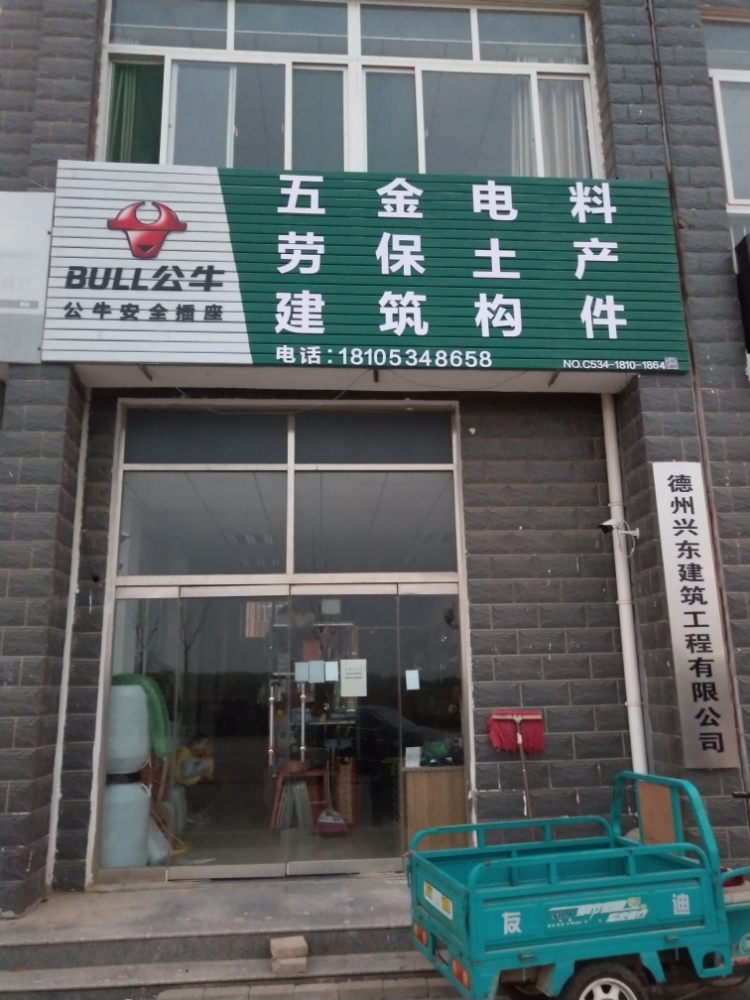 五金电料
劳保土产
建筑构件
BULL公牛
公牛安全插座
电话:18105348658
NO.C534-1810-1864
德州兴东建筑工程有限公司
友迪